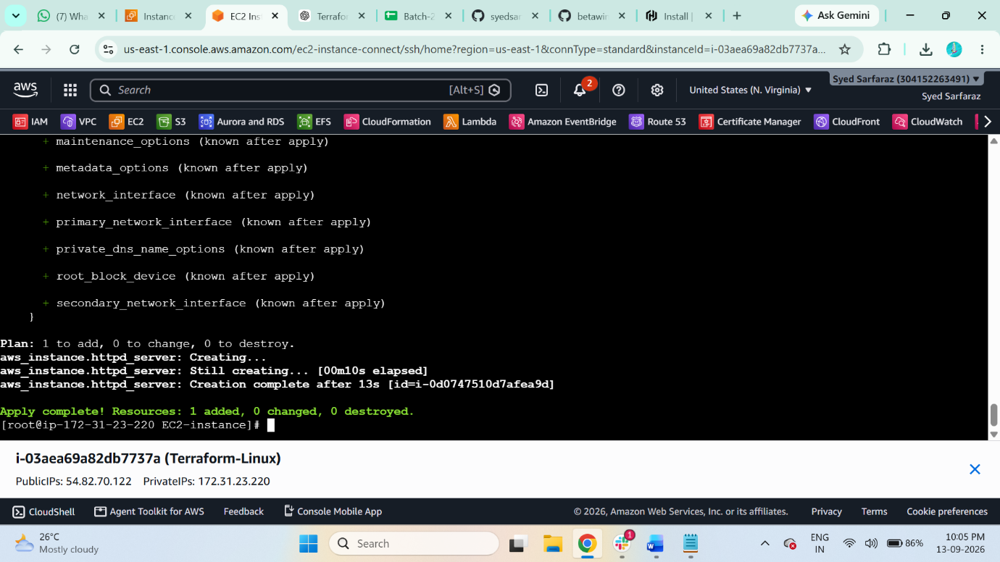 (7) Wha
Instanc
EC2 Ins
Terrafo
Batch-2
syedsar
betawin
Install |
Ask Gemini
us-east-1.console.aws.amazon.com/ec2-instance-connect/ssh/home?region=us-east-1&connType=standard&instanceId=i-03aea69a82db7737a...
aws
Search
[Alt+S]
2
United States (N. Virginia)
Syed Sarfaraz (304152263491)
Syed Sarfaraz
IAM
VPC
EC2
S3
Aurora and RDS
EFS
CloudFormation
Lambda
Amazon EventBridge
Route 53
Certificate Manager
CloudFront
CloudWatch
+ maintenance_options (known after apply)
+ metadata_options (known after apply)
+ network_interface (known after apply)
+ primary_network_interface (known after apply)
+ private_dns_name_options (known after apply)
+ root_block_device (known after apply)
+ secondary_network_interface (known after apply)
}
Plan: 1 to add, 0 to change, 0 to destroy.
aws_instance.httpd_server: Creating...
aws_instance.httpd_server: Still creating... [00m10s elapsed]
aws_instance.httpd_server: Creation complete after 13s [id=i-0d0747510d7afea9d]
Apply complete! Resources: 1 added, 0 changed, 0 destroyed.
[root@ip-172-31-23-220 EC2-instance]#
i-03aea69a82db7737a (Terraform-Linux)
PublicIPs: 54.82.70.122 PrivateIPs: 172.31.23.220
CloudShell
Agent Toolkit for AWS
Feedback
Console Mobile App
© 2026, Amazon Web Services, Inc. or its affiliates.
Privacy
Terms
Cookie preferences
26°C
Mostly cloudy
Search
1
ENG
IN
86%
10:05 PM
13-09-2026